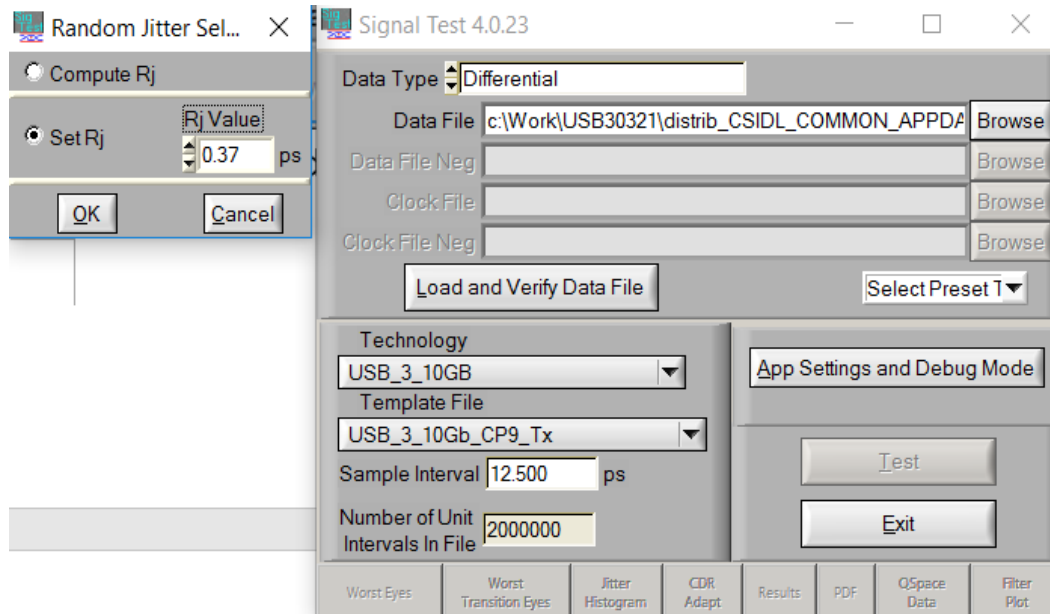 Random Jitter Sel...
Compute Rj
Set Rj
Rj Value
0.37 ps
OK Cancel
Signal Test 4.0.23
Data Type Differential
Data File c:\Work\USB30321\distrib_CSIDL_COMMON_APPDA Browse
Data File Neg Browse
Clock File Browse
Clock File Neg Browse
Load and Verify Data File Select Preset T
Technology
USB_3_10GB
Template File
USB_3_10Gb_CP9_Tx
Sample Interval 12.500 ps
Number of Unit
Intervals In File 2000000
App Settings and Debug Mode
Test
Exit
Worst Eyes
Worst
Transition Eyes
Jitter
Histogram
CDR
Adapt
Results
PDF
QSpace
Data
Filter
Plot